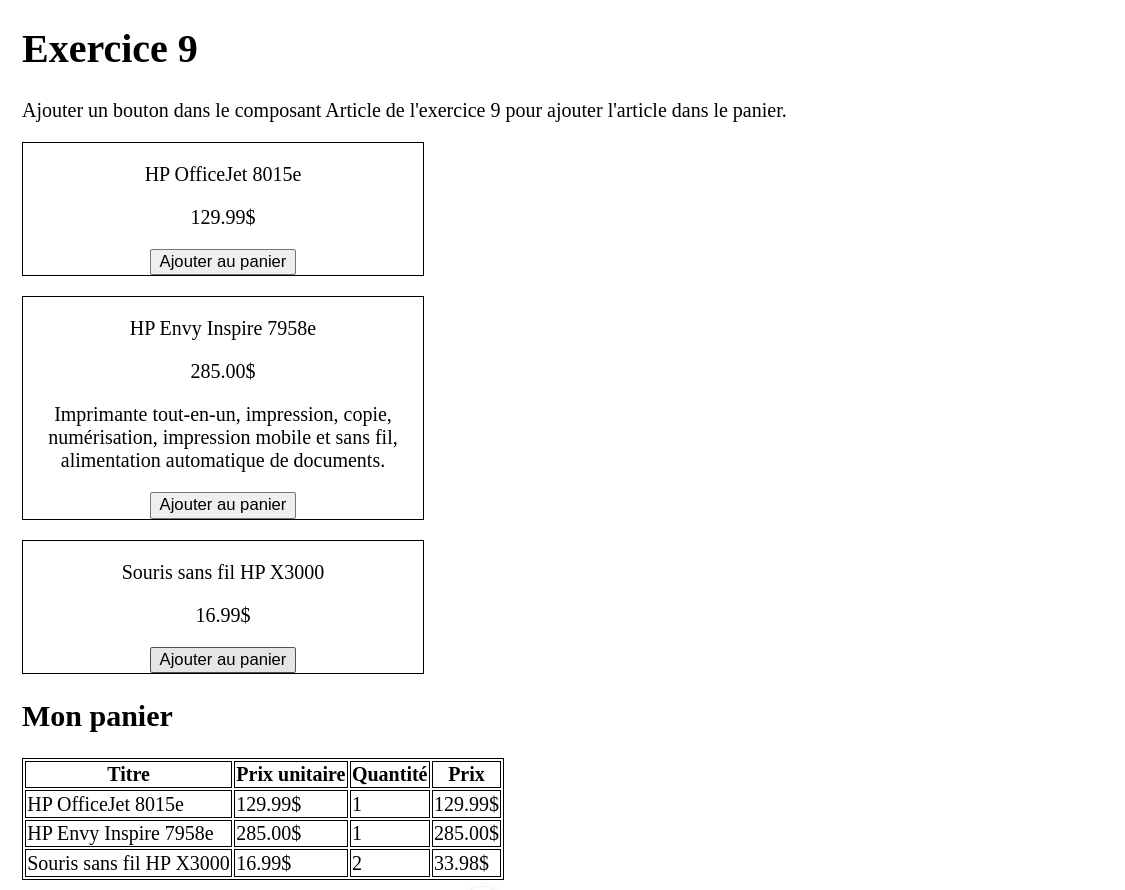 Exercice 9
Ajouter un bouton dans le composant Article de l'exercice 9 pour ajouter l'article dans le panier.
HP OfficeJet 8015e
129.99$
Ajouter au panier
HP Envy Inspire 7958e
285.00$
Imprimante tout-en-un, impression, copie,
numérisation, impression mobile et sans fil,
alimentation automatique de documents.
Ajouter au panier
Souris sans fil HP X3000
16.99$
Ajouter au panier
Mon panier
Titre Prix unitaire Quantité Prix
HP OfficeJet 8015e 129.99$ 1 129.99$
HP Envy Inspire 7958e 285.00$ 1 285.00$
Souris sans fil HP X3000 16.99$ 2 33.98$